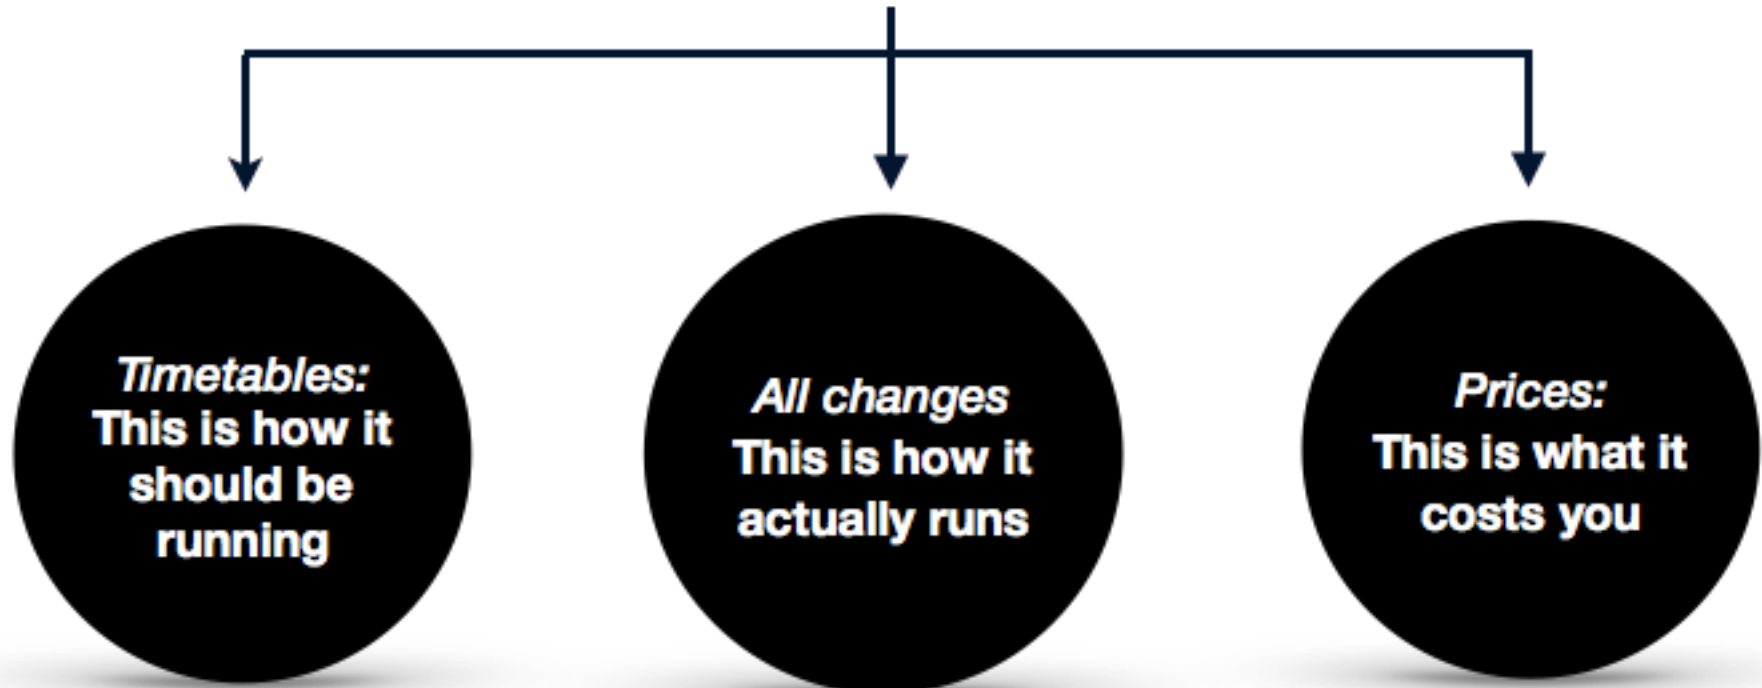 Timetables:
This is how it
should be
running
All changes
This is how it
actually runs
Prices:
This is what it
costs you